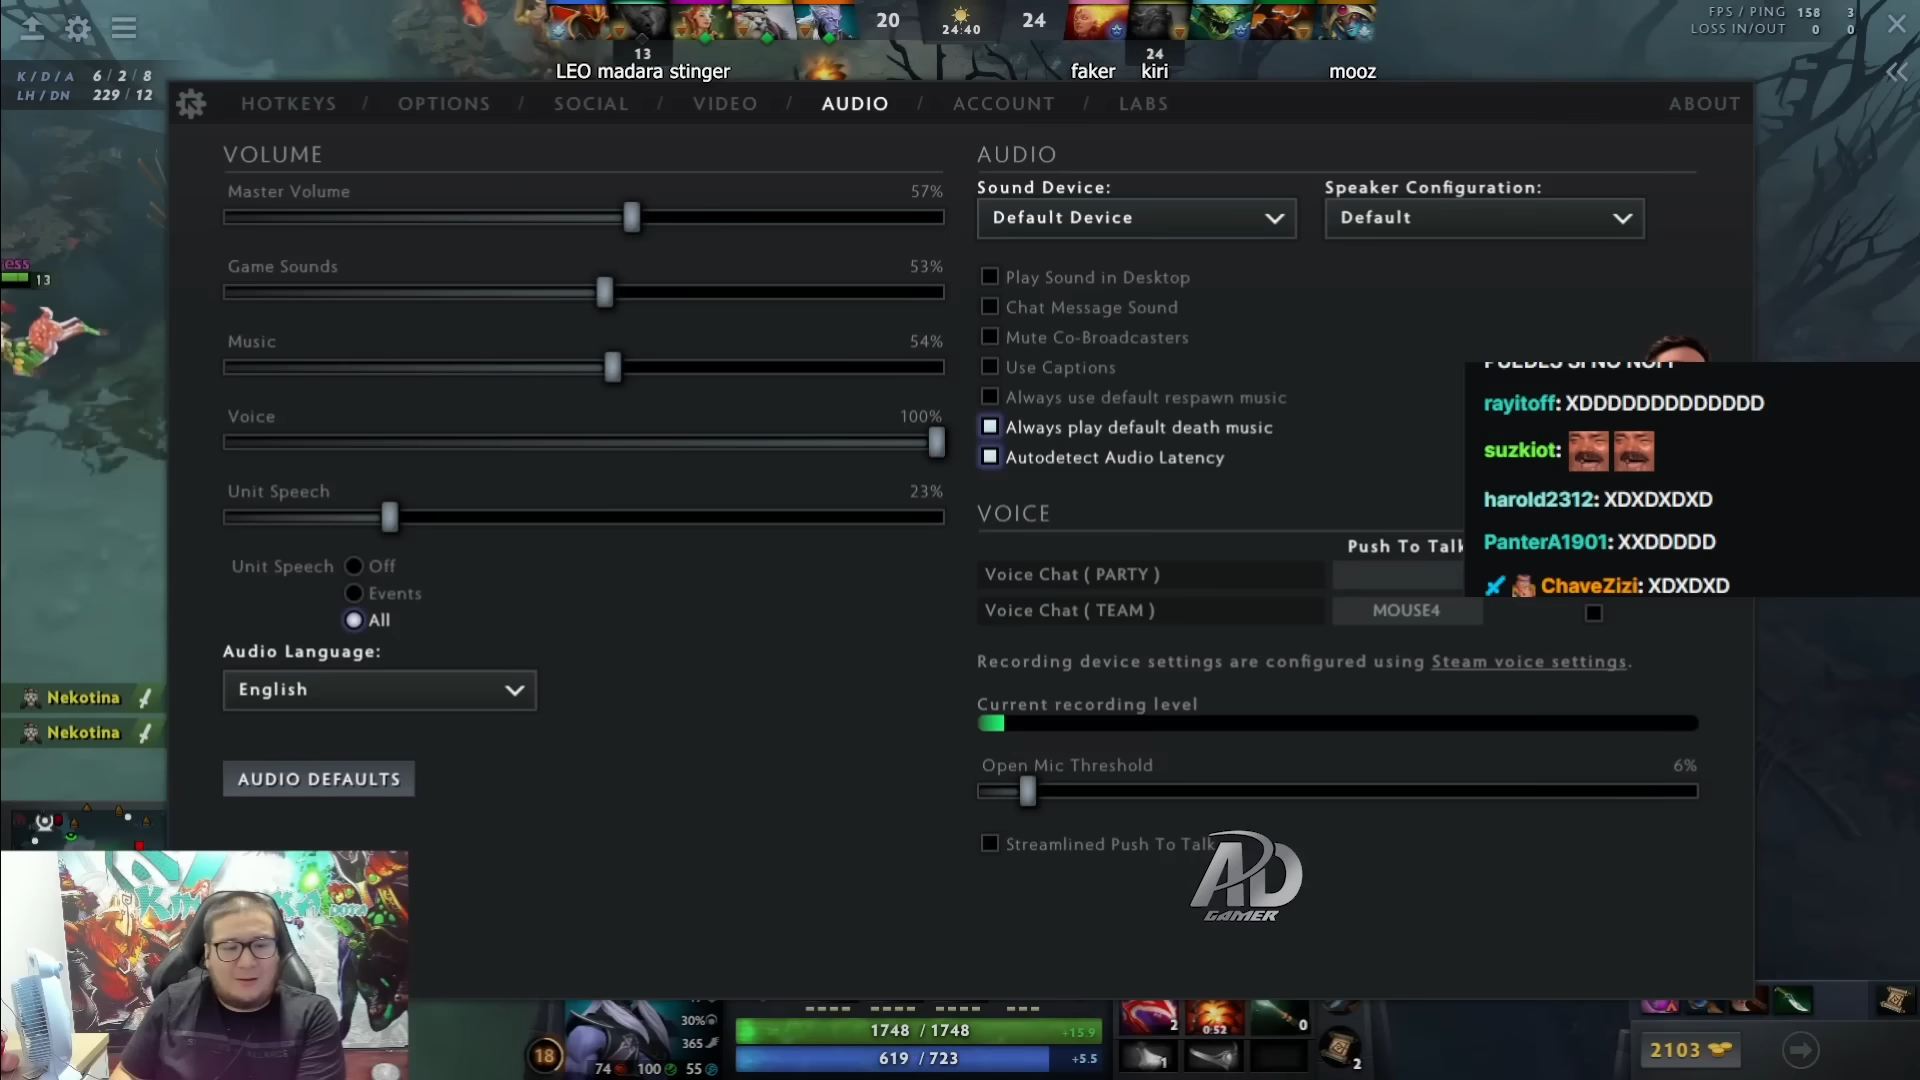 20
24:40
24
FPS / PING 158 3
LOSS IN/OUT 0 0
13
24
LEO madara stinger
faker kiri mooz
K / D / A 6 / 2 / 8
LH / DN 229 / 12
HOTKEYS / OPTIONS / SOCIAL / VIDEO / AUDIO / ACCOUNT / LABS
ABOUT
VOLUME
Master Volume 57%
Game Sounds 53%
Music 54%
Voice 100%
Unit Speech 23%
Unit Speech Off
Events
All
Audio Language:
English
AUDIO DEFAULTS
AUDIO
Sound Device: Speaker Configuration:
Default Device Default
Play Sound in Desktop
Chat Message Sound
Mute Co-Broadcasters
Use Captions
Always use default respawn music
Always play default death music
Autodetect Audio Latency
VOICE
Push To Talk
Voice Chat ( PARTY )
Voice Chat ( TEAM ) MOUSE4
Recording device settings are configured using Steam voice settings.
Current recording level
Open Mic Threshold 6%
Streamlined Push To Talk
AD
GAMER
rayitoff: XDDDDDDDDDDDDD
suzkiot:
harold2312: XDXDXDXD
PanterA1901: XXDDDDD
ChaveZizi: XDXDXD
ess
13
Nekotina
Nekotina
DOTA
18
30%
365
74 100 55
1748 / 1748 +15.9
619 / 723 +5.5
2 0:52 0
1 2
2103